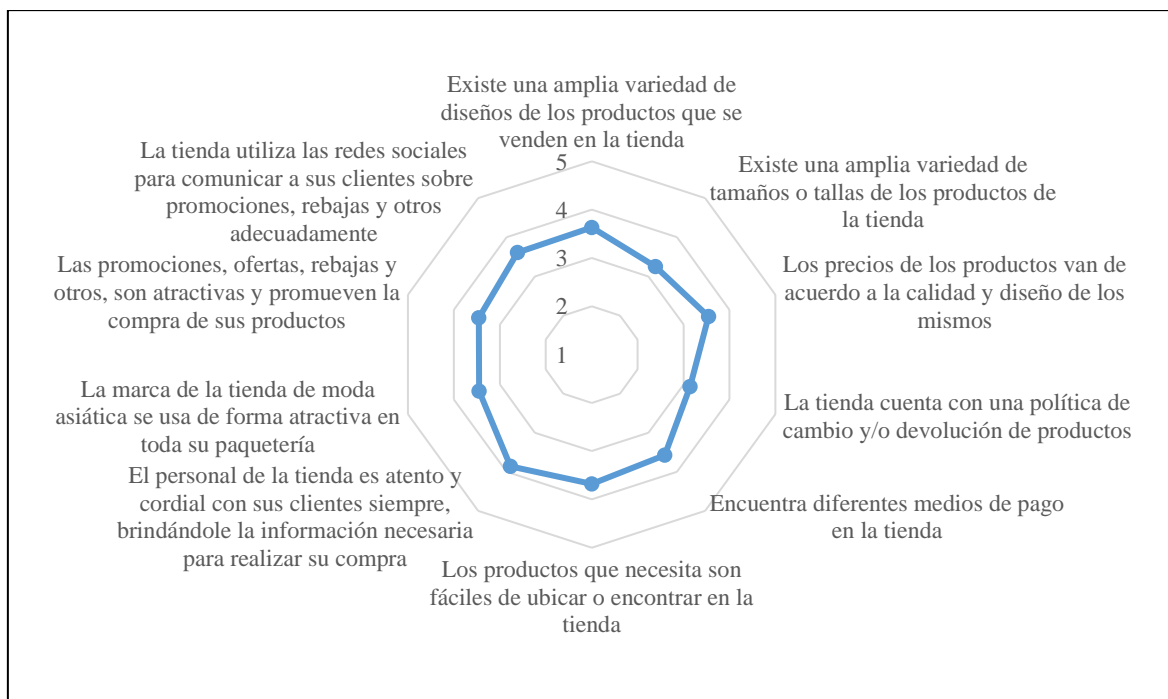 Existe una amplia variedad de
diseños de los productos que se
venden en la tienda
Existe una amplia variedad de
tamaños o tallas de los productos de
la tienda
Los precios de los productos van de
acuerdo a la calidad y diseño de los
mismos
La tienda cuenta con una política de
cambio y/o devolución de productos
Encuentra diferentes medios de pago
en la tienda
Los productos que necesita son
fáciles de ubicar o encontrar en la
tienda
El personal de la tienda es atento y
cordial con sus clientes siempre,
brindándole la información necesaria
para realizar su compra
La marca de la tienda de moda
asiática se usa de forma atractiva en
toda su paquetería
Las promociones, ofertas, rebajas y
otros, son atractivas y promueven la
compra de sus productos
La tienda utiliza las redes sociales
para comunicar a sus clientes sobre
promociones, rebajas y otros
adecuadamente
5
4
3
2
1